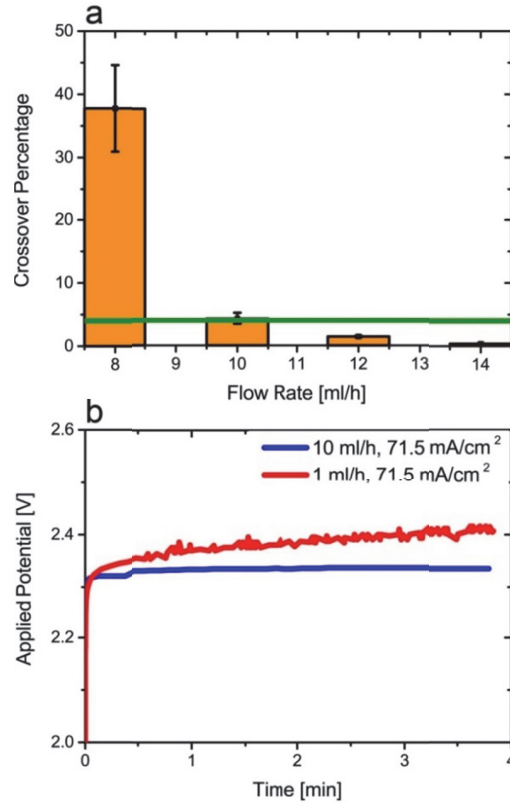 a
50
40
30
20
10
0
Crossover Percentage
8 9 10 11 12 13 14
Flow Rate [ml/h]
b
2.6
2.4
2.2
2.0
Applied Potential [V]
10 ml/h, 71.5 mA/cm²
1 ml/h, 71.5 mA/cm²
0 1 2 3 4
Time [min]